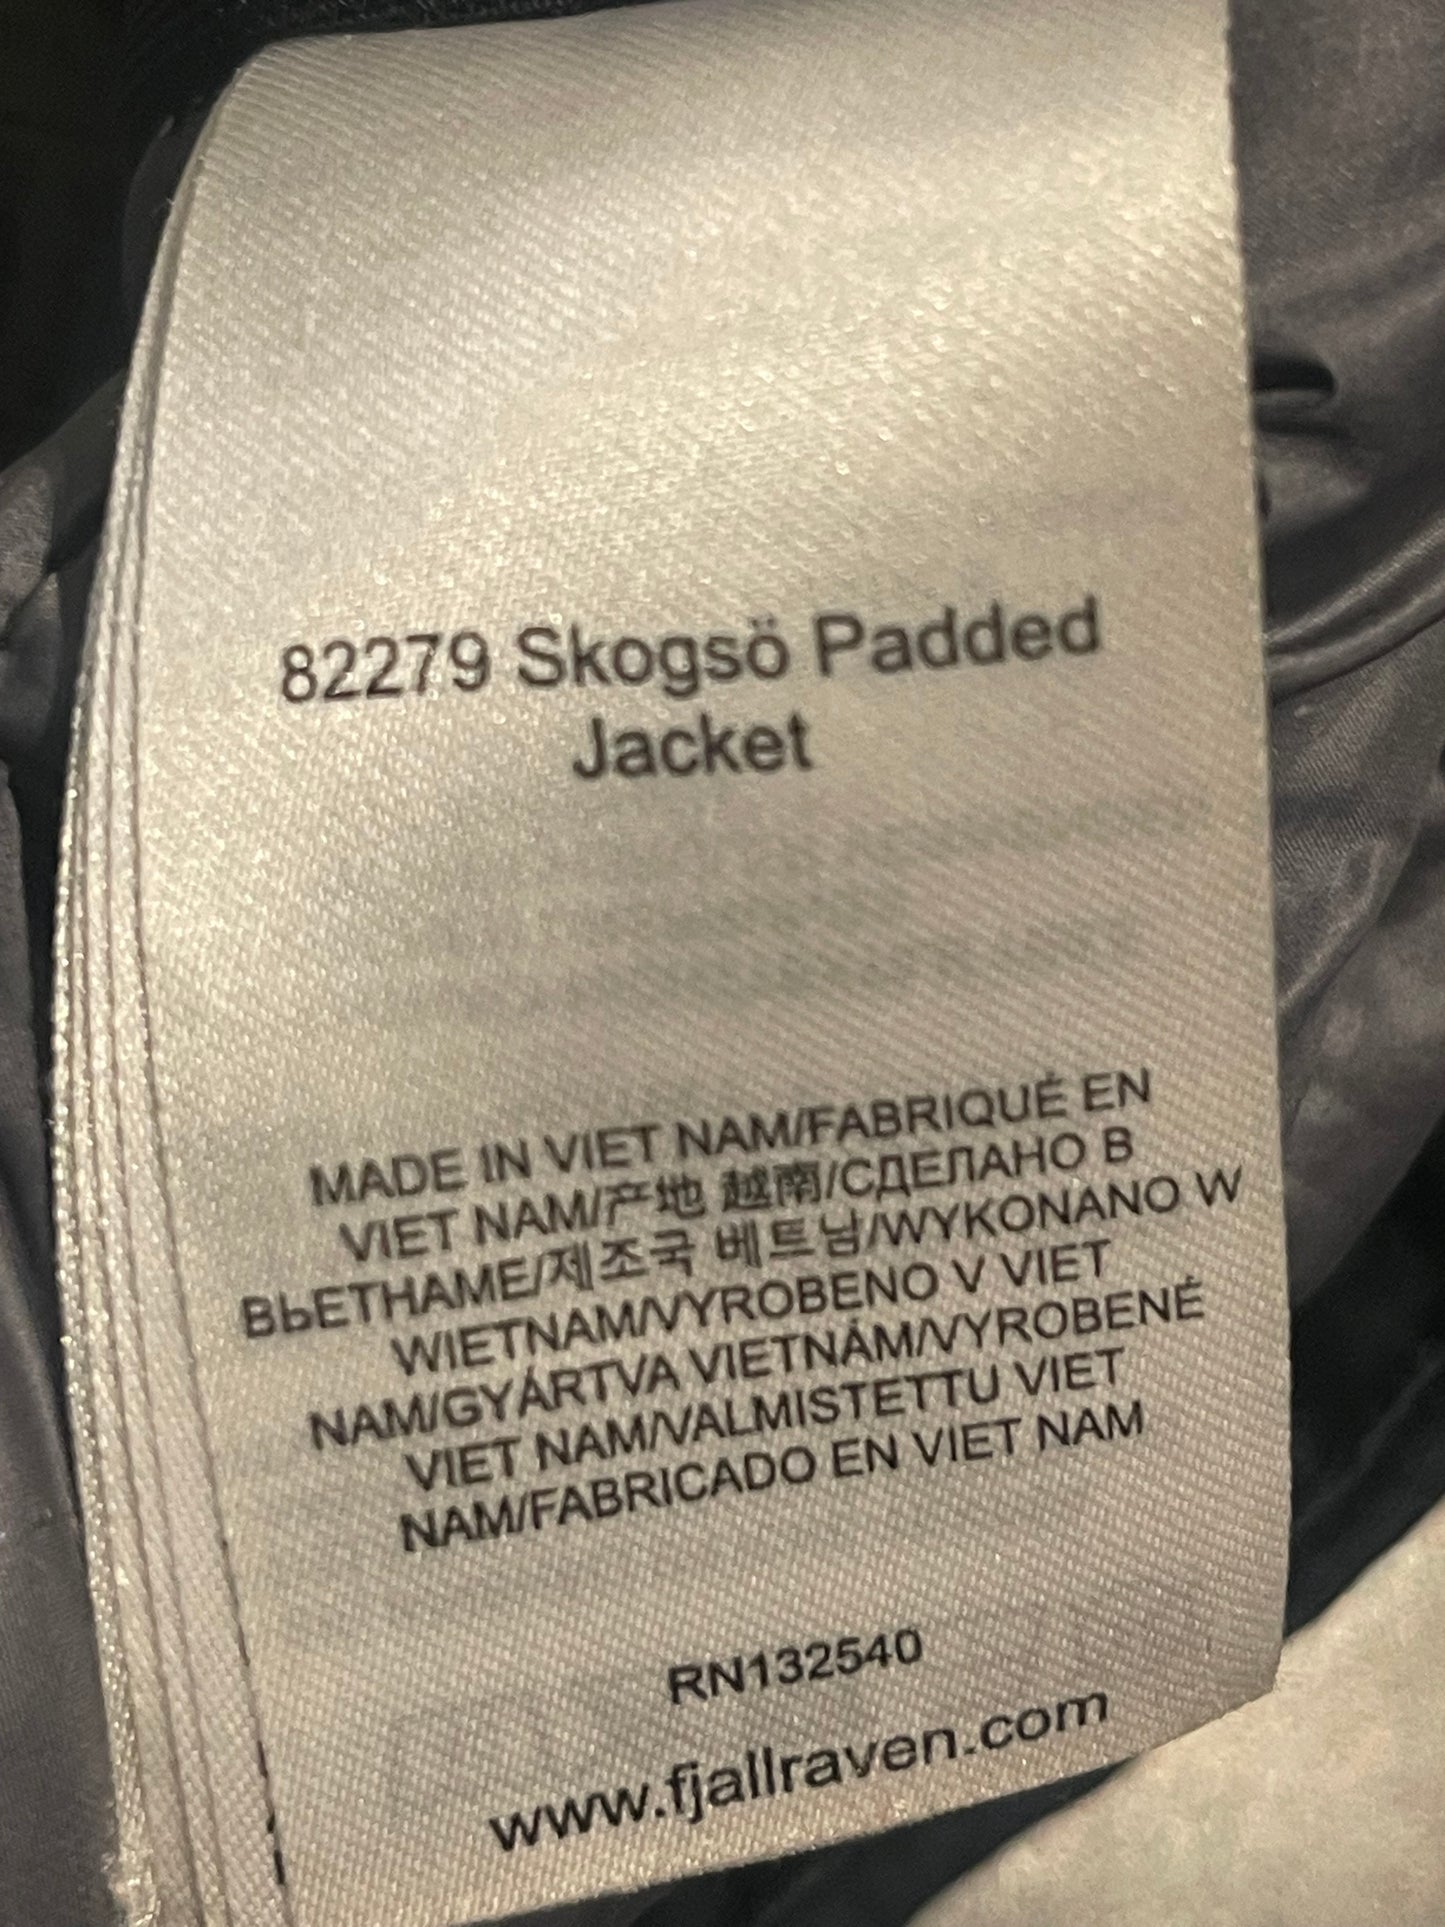 82279 Skogsö Padded
Jacket
MADE IN VIET NAM/FABRIQUÉ EN
VIET NAM/产地 越南/СДЕЛАНО В
ВЬЕТНАМЕ/제조국 베트남/WYKONANO W
WIETNAM/VYROBENO V VIET
NAM/GYÁRTVA VIETNÁM/VYROBENÉ
VIET NAM/VALMISTETTU VIET
NAM/FABRICADO EN VIET NAM
RN132540
www.fjallraven.com